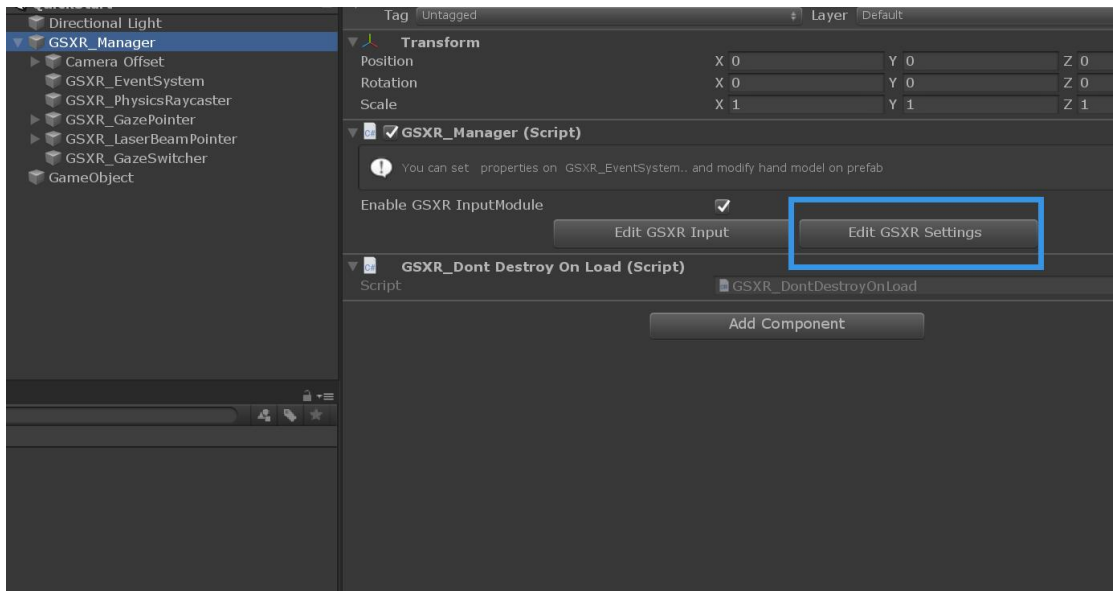 QuickStart
Directional Light
GSXR_Manager
Camera Offset
GSXR_EventSystem
GSXR_PhysicsRaycaster
GSXR_GazePointer
GSXR_LaserBeamPointer
GSXR_GazeSwitcher
GameObject
Tag Untagged Layer Default
Transform
Position X 0 Y 0 Z 0
Rotation X 0 Y 0 Z 0
Scale X 1 Y 1 Z 1
GSXR_Manager (Script)
You can set properties on GSXR_EventSystem.. and modify hand model on prefab
Enable GSXR InputModule
Edit GSXR Input Edit GSXR Settings
GSXR_Dont Destroy On Load (Script)
Script GSXR_DontDestroyOnLoad
Add Component